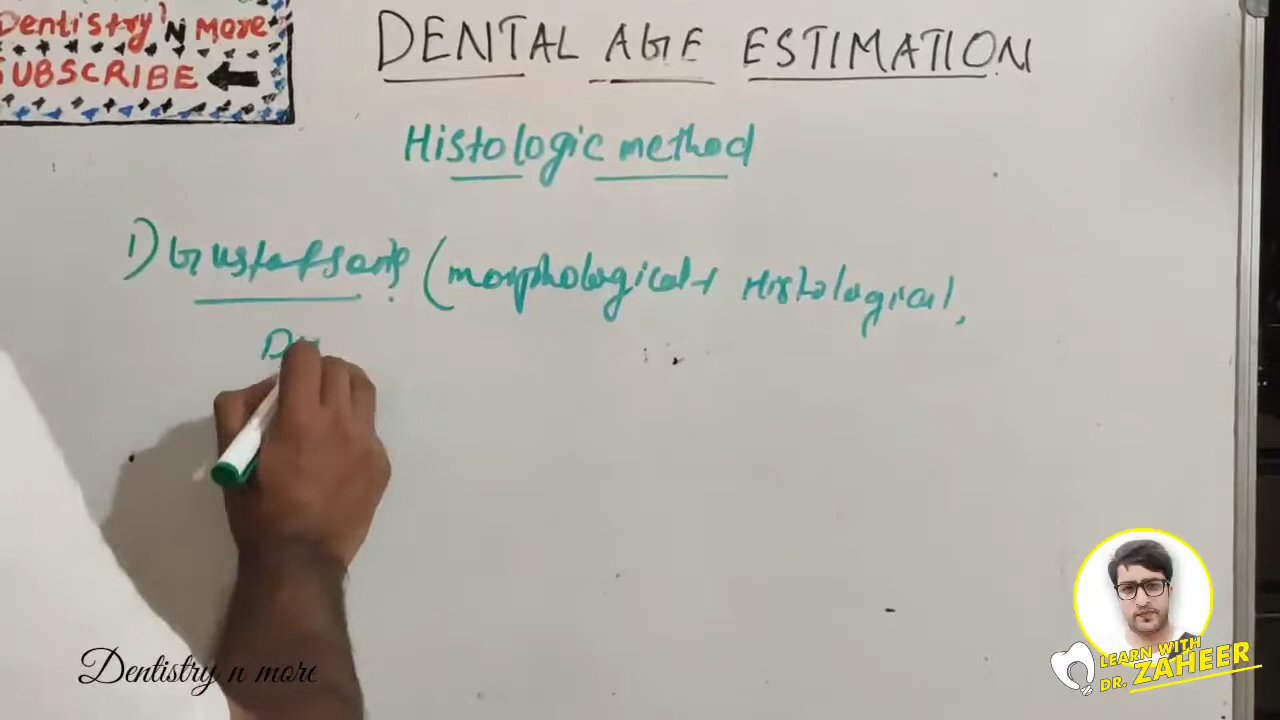 Dentistry'N More
SUBSCRIBE
DENTAL AGE ESTIMATION
Histologic method
1) Gustafson's (morphological + Histological,
Dentistry n more
LEARN WITH
DR. ZAHEER